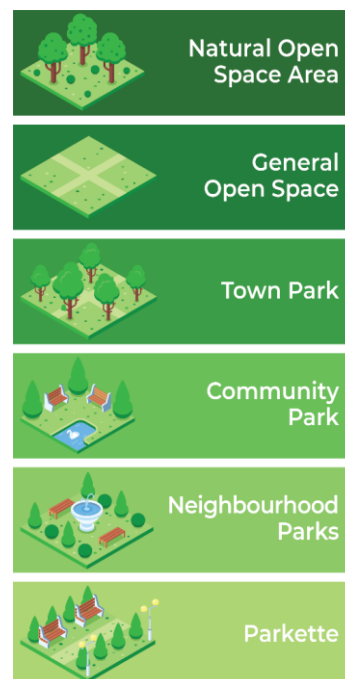 Natural Open
Space Area
General
Open Space
Town Park
Community
Park
Neighbourhood
Parks
Parkette